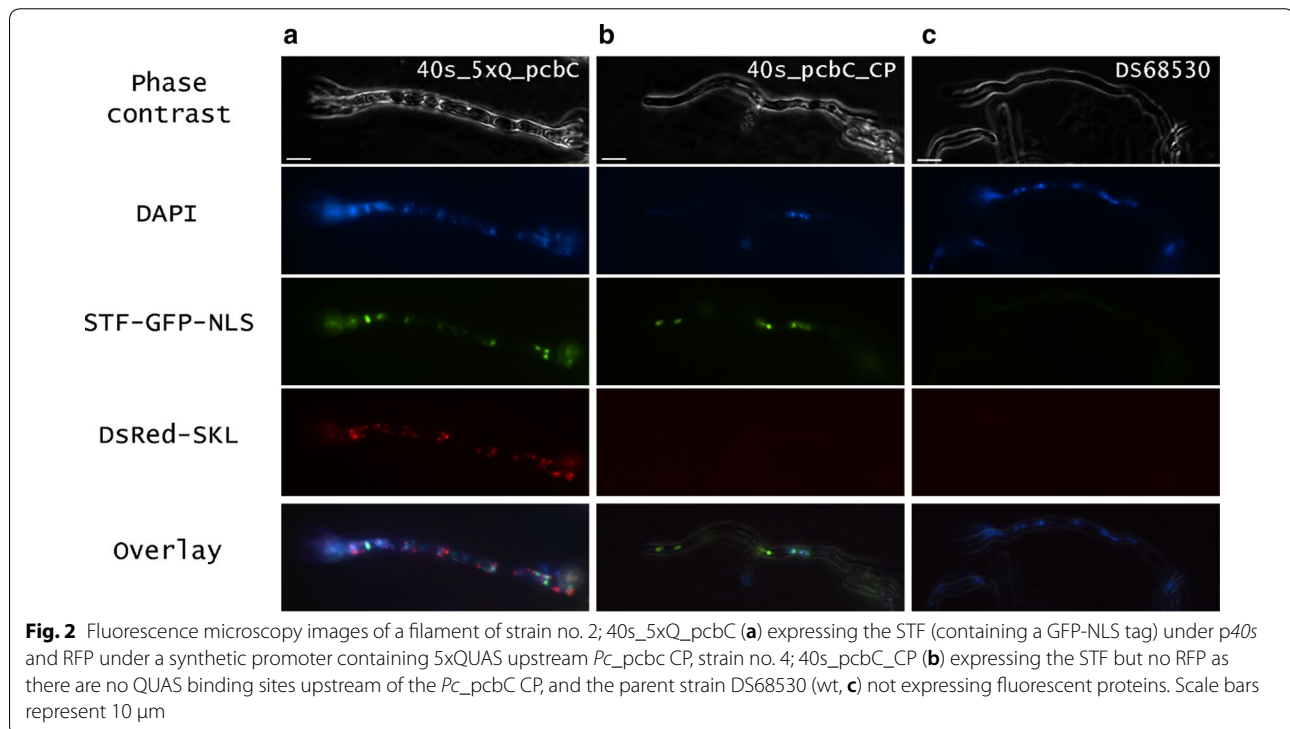 a b c
Phase contrast
40s_5xQ_pcbC 40s_pcbC_CP DS68530
DAPI
STF-GFP-NLS
DsRed-SKL
Overlay
Fig. 2 Fluorescence microscopy images of a filament of strain no. 2; 40s_5xQ_pcbC (a) expressing the STF (containing a GFP-NLS tag) under p40s
and RFP under a synthetic promoter containing 5xQUAS upstream Pc_pcbc CP, strain no. 4; 40s_pcbC_CP (b) expressing the STF but no RFP as
there are no QUAS binding sites upstream of the Pc_pcbC CP, and the parent strain DS68530 (wt, c) not expressing fluorescent proteins. Scale bars
represent 10 µm